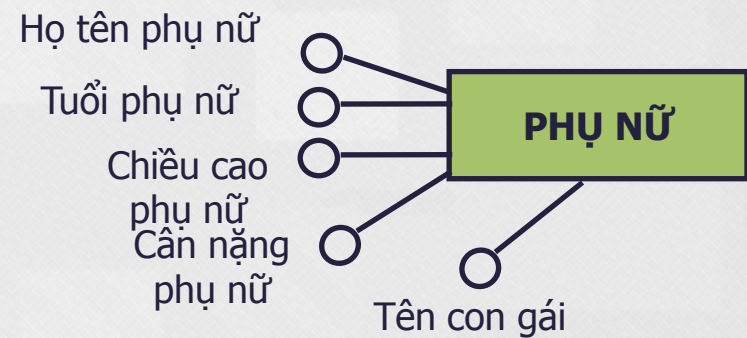 Họ tên phụ nữ
Tuổi phụ nữ
Chiều cao
phụ nữ
Cân nặng
phụ nữ
PHỤ NỮ
Tên con gái